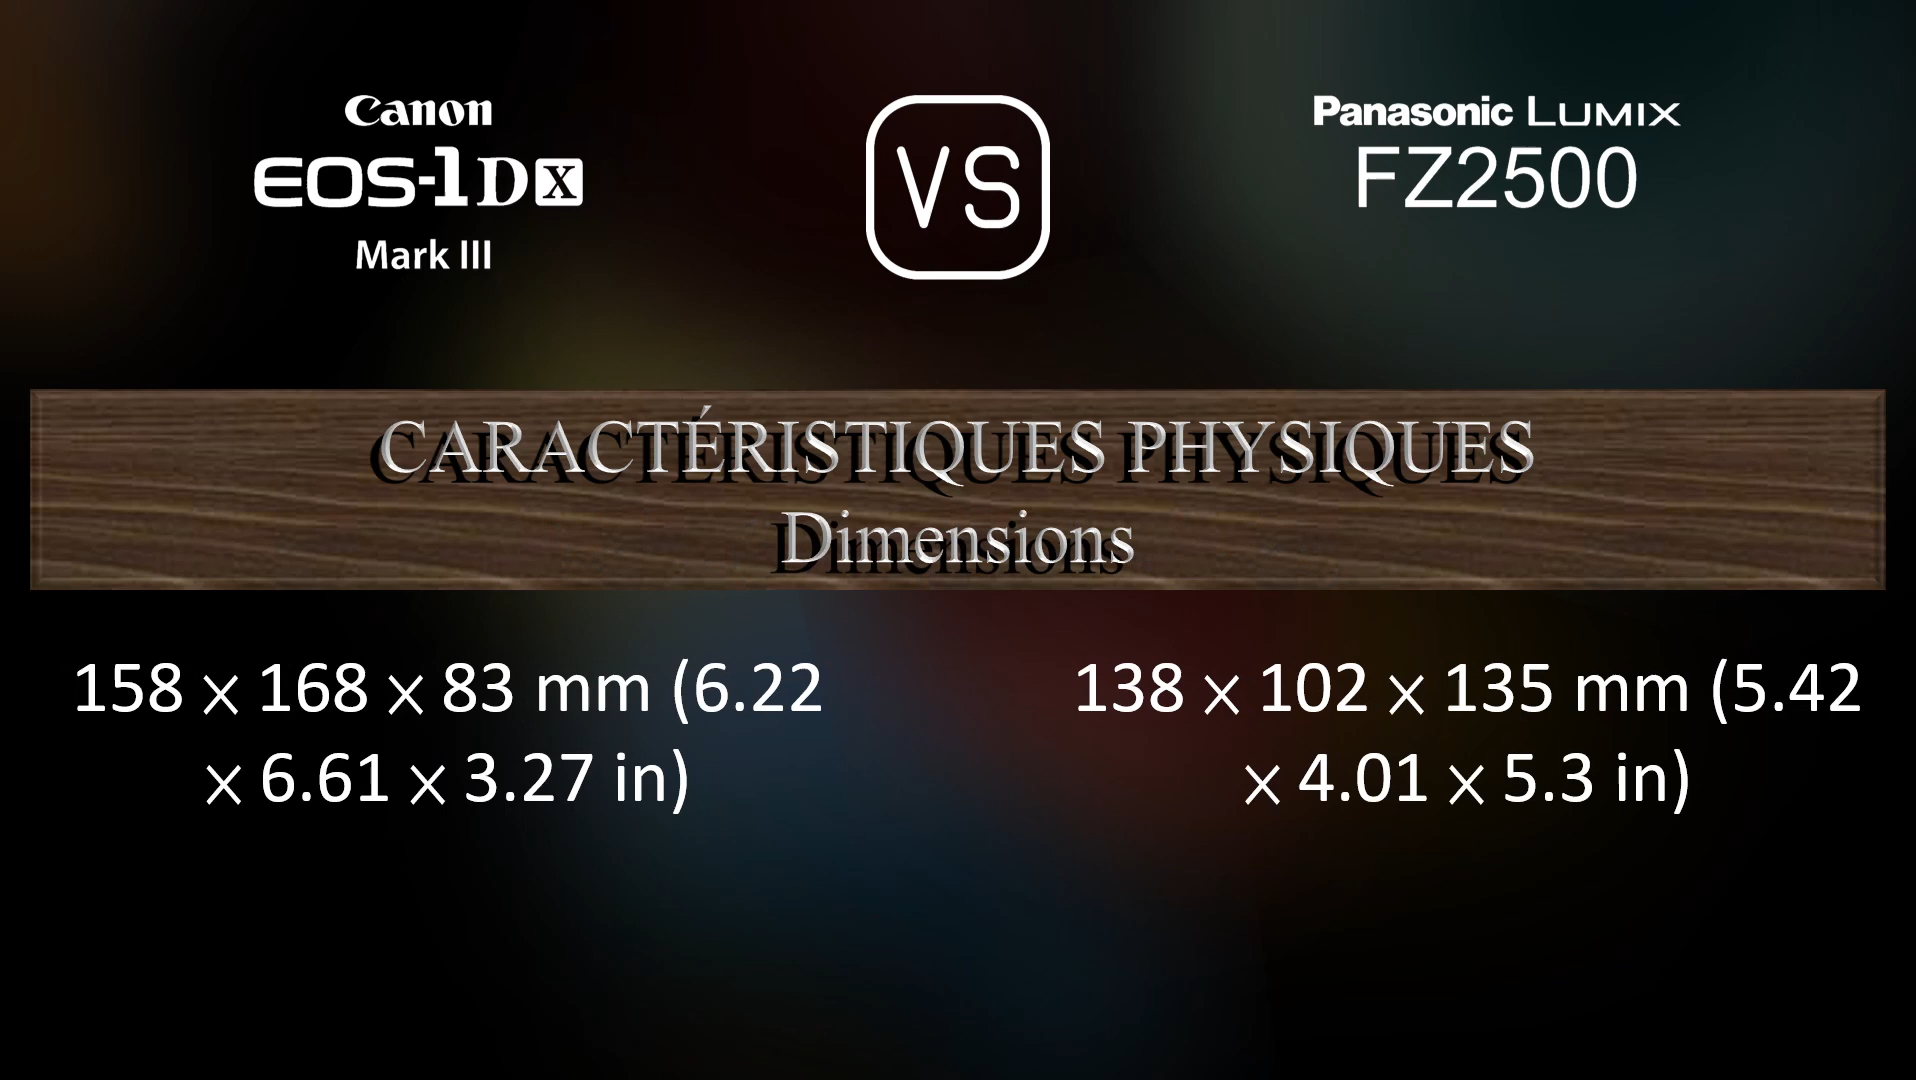 Canon
EOS-1DX
Mark III
VS
Panasonic LUMIX
FZ2500
CARACTÉRISTIQUES PHYSIQUES
Dimensions
158 x 168 x 83 mm (6.22
x 6.61 x 3.27 in)
138 x 102 x 135 mm (5.42
x 4.01 x 5.3 in)